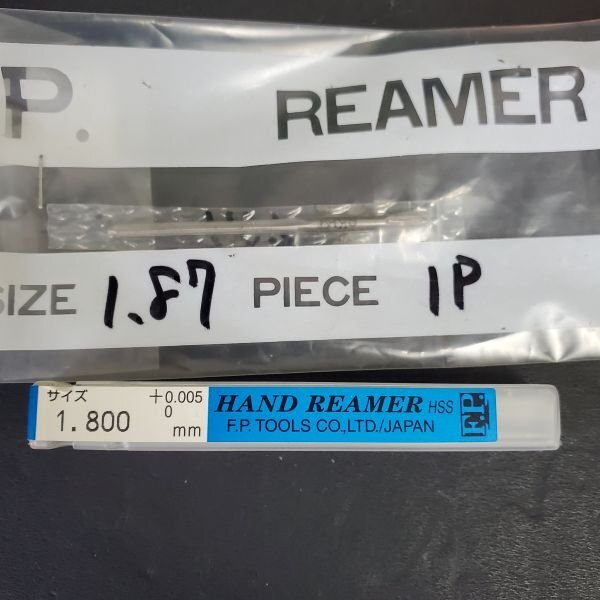 P. REAMER
SIZE 1.87 PIECE 1P
サイズ +0.005
1.800 0 mm
HAND REAMER HSS
F.P. TOOLS CO.,LTD./JAPAN